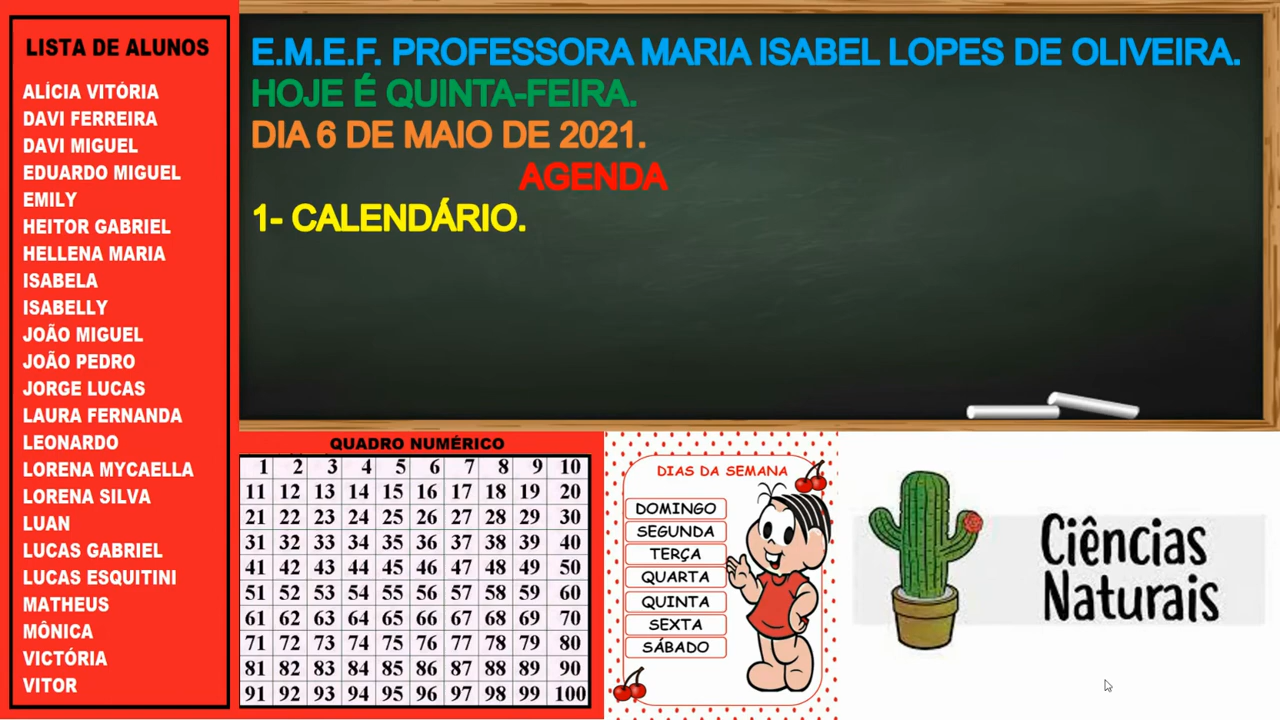 LISTA DE ALUNOS
ALÍCIA VITÓRIA
DAVI FERREIRA
DAVI MIGUEL
EDUARDO MIGUEL
EMILY
HEITOR GABRIEL
HELLENA MARIA
ISABELA
ISABELLY
JOÃO MIGUEL
JOÃO PEDRO
JORGE LUCAS
LAURA FERNANDA
LEONARDO
LORENA MYCAELLA
LORENA SILVA
LUAN
LUCAS GABRIEL
LUCAS ESQUITINI
MATHEUS
MÔNICA
VICTÓRIA
VITOR
E.M.E.F. PROFESSORA MARIA ISABEL LOPES DE OLIVEIRA.
HOJE É QUINTA-FEIRA.
DIA 6 DE MAIO DE 2021.
AGENDA
1- CALENDÁRIO.
QUADRO NUMÉRICO
1 2 3 4 5 6 7 8 9 10
11 12 13 14 15 16 17 18 19 20
21 22 23 24 25 26 27 28 29 30
31 32 33 34 35 36 37 38 39 40
41 42 43 44 45 46 47 48 49 50
51 52 53 54 55 56 57 58 59 60
61 62 63 64 65 66 67 68 69 70
71 72 73 74 75 76 77 78 79 80
81 82 83 84 85 86 87 88 89 90
91 92 93 94 95 96 97 98 99 100
DIAS DA SEMANA
DOMINGO
SEGUNDA
TERÇA
QUARTA
QUINTA
SEXTA
SÁBADO
Ciências
Naturais